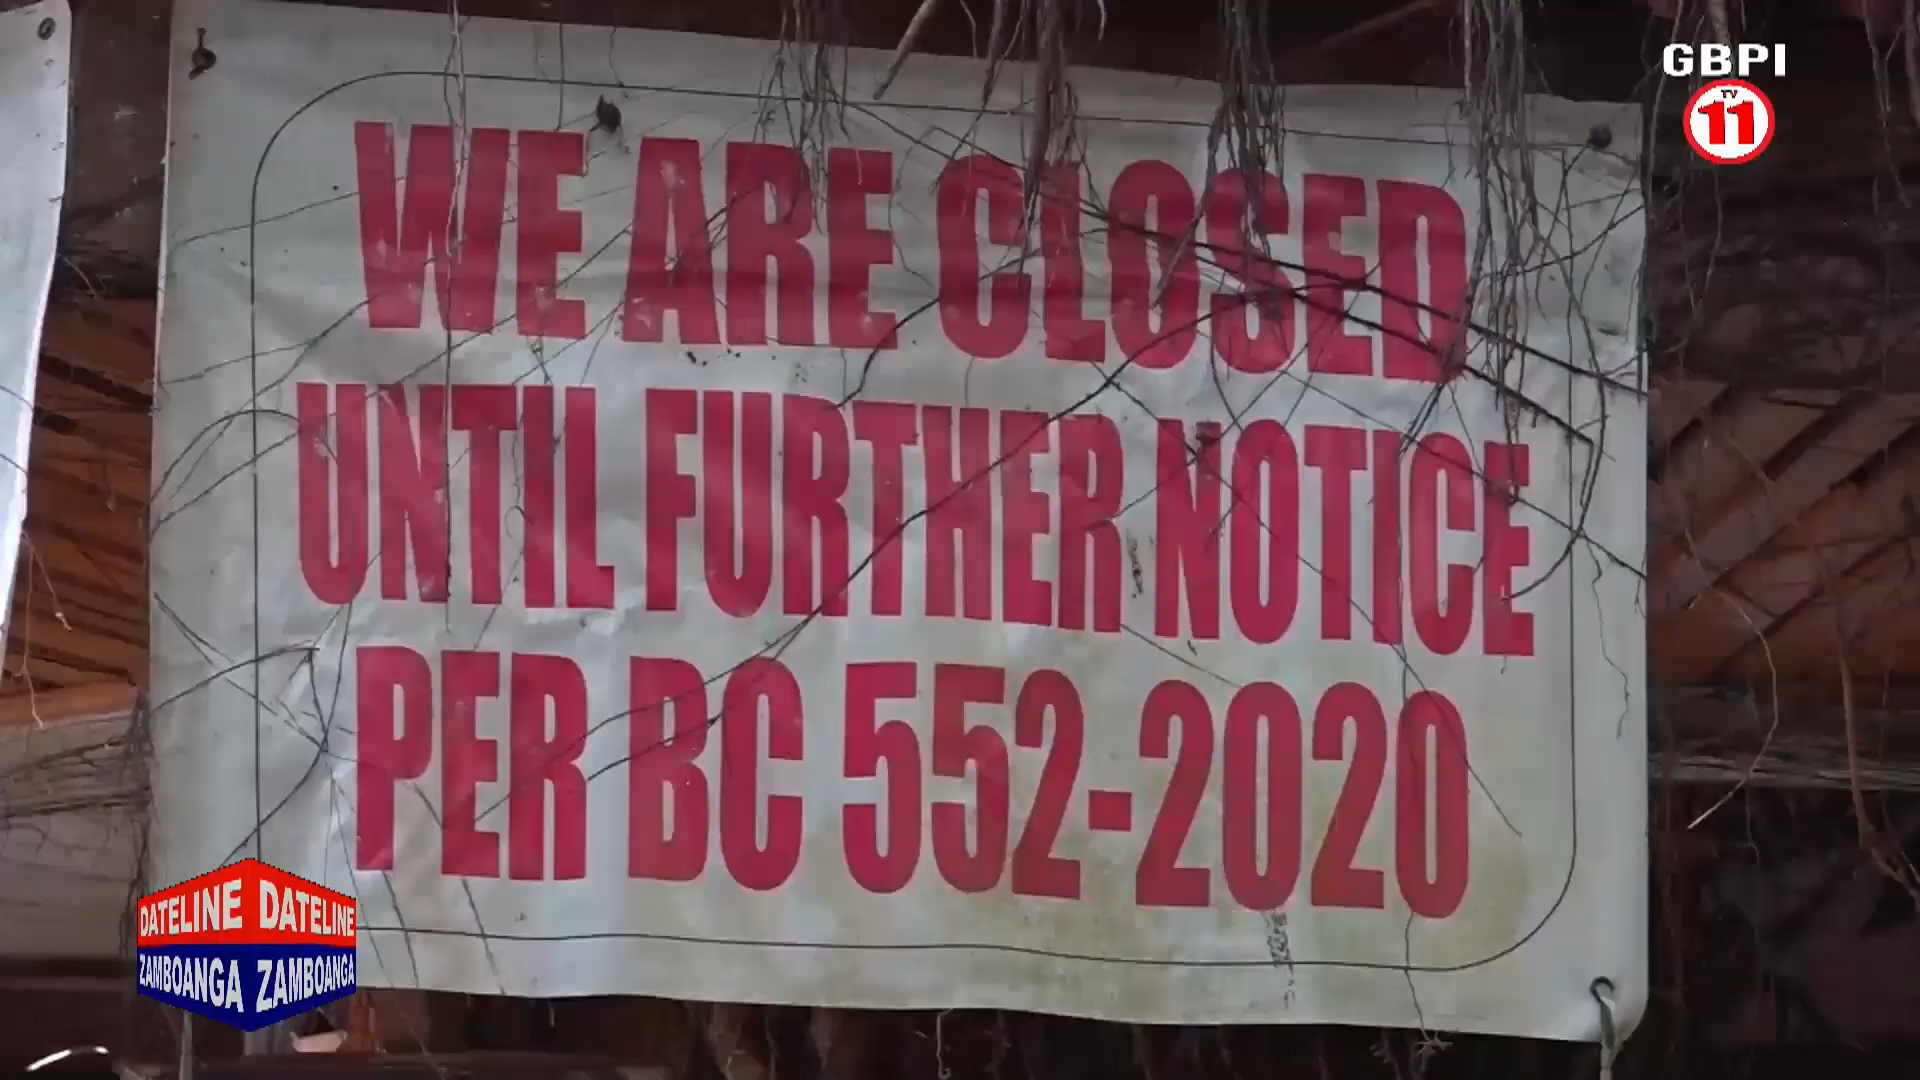 GBPI
TV
11
WE ARE CLOSED
UNTIL FURTHER NOTICE
PER BC 552-2020
DATELINE DATELINE
ZAMBOANGA ZAMBOANGA